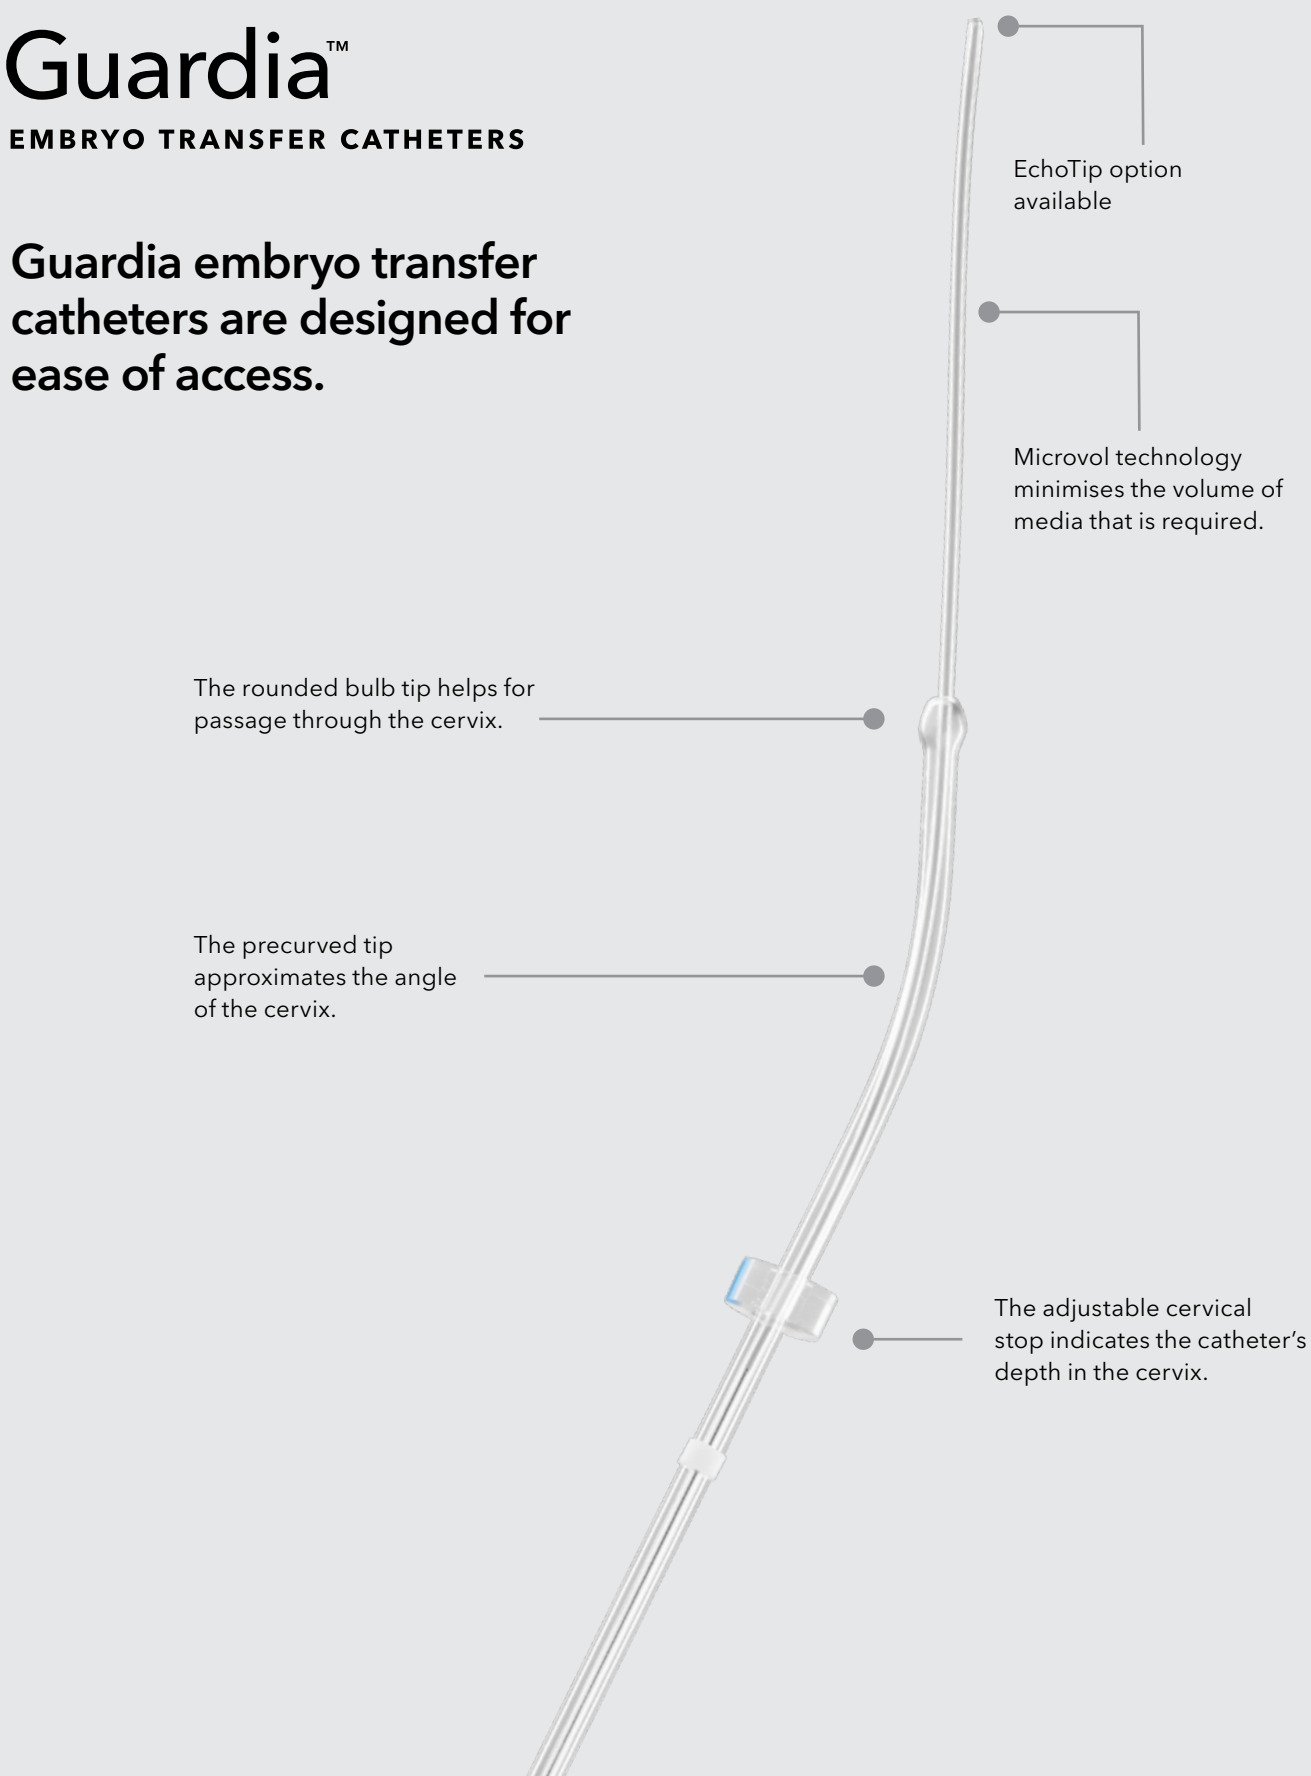 Guardia™
EMBRYO TRANSFER CATHETERS
Guardia embryo transfer
catheters are designed for
ease of access.
EchoTip option
available
Microvol technology
minimises the volume of
media that is required.
The rounded bulb tip helps for
passage through the cervix.
The precurved tip
approximates the angle
of the cervix.
The adjustable cervical
stop indicates the catheter’s
depth in the cervix.